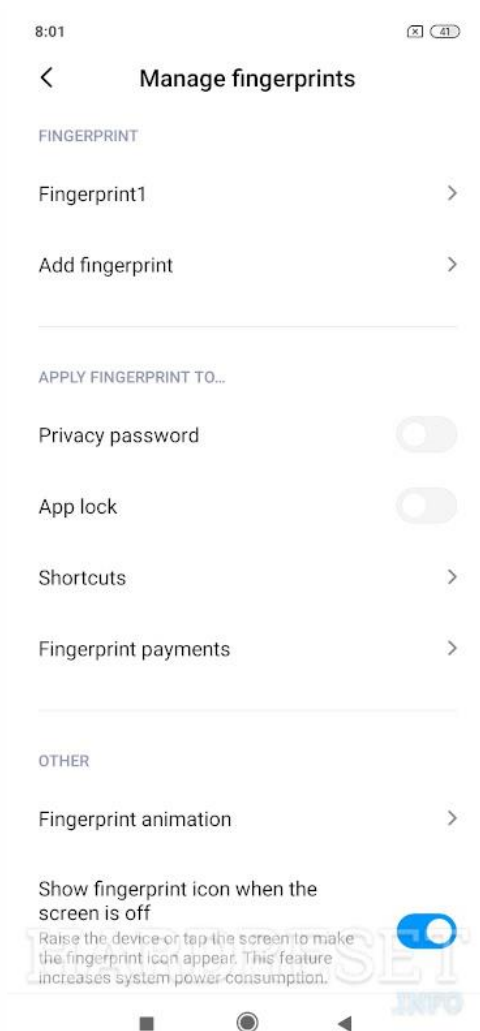 8:01
41
Manage fingerprints
FINGERPRINT
Fingerprint1
Add fingerprint
APPLY FINGERPRINT TO...
Privacy password
App lock
Shortcuts
Fingerprint payments
OTHER
Fingerprint animation
Show fingerprint icon when the
screen is off
Raise the device or tap the screen to make
the fingerprint icon appear. This feature
increases system power consumption.
HARDRESET
.INFO